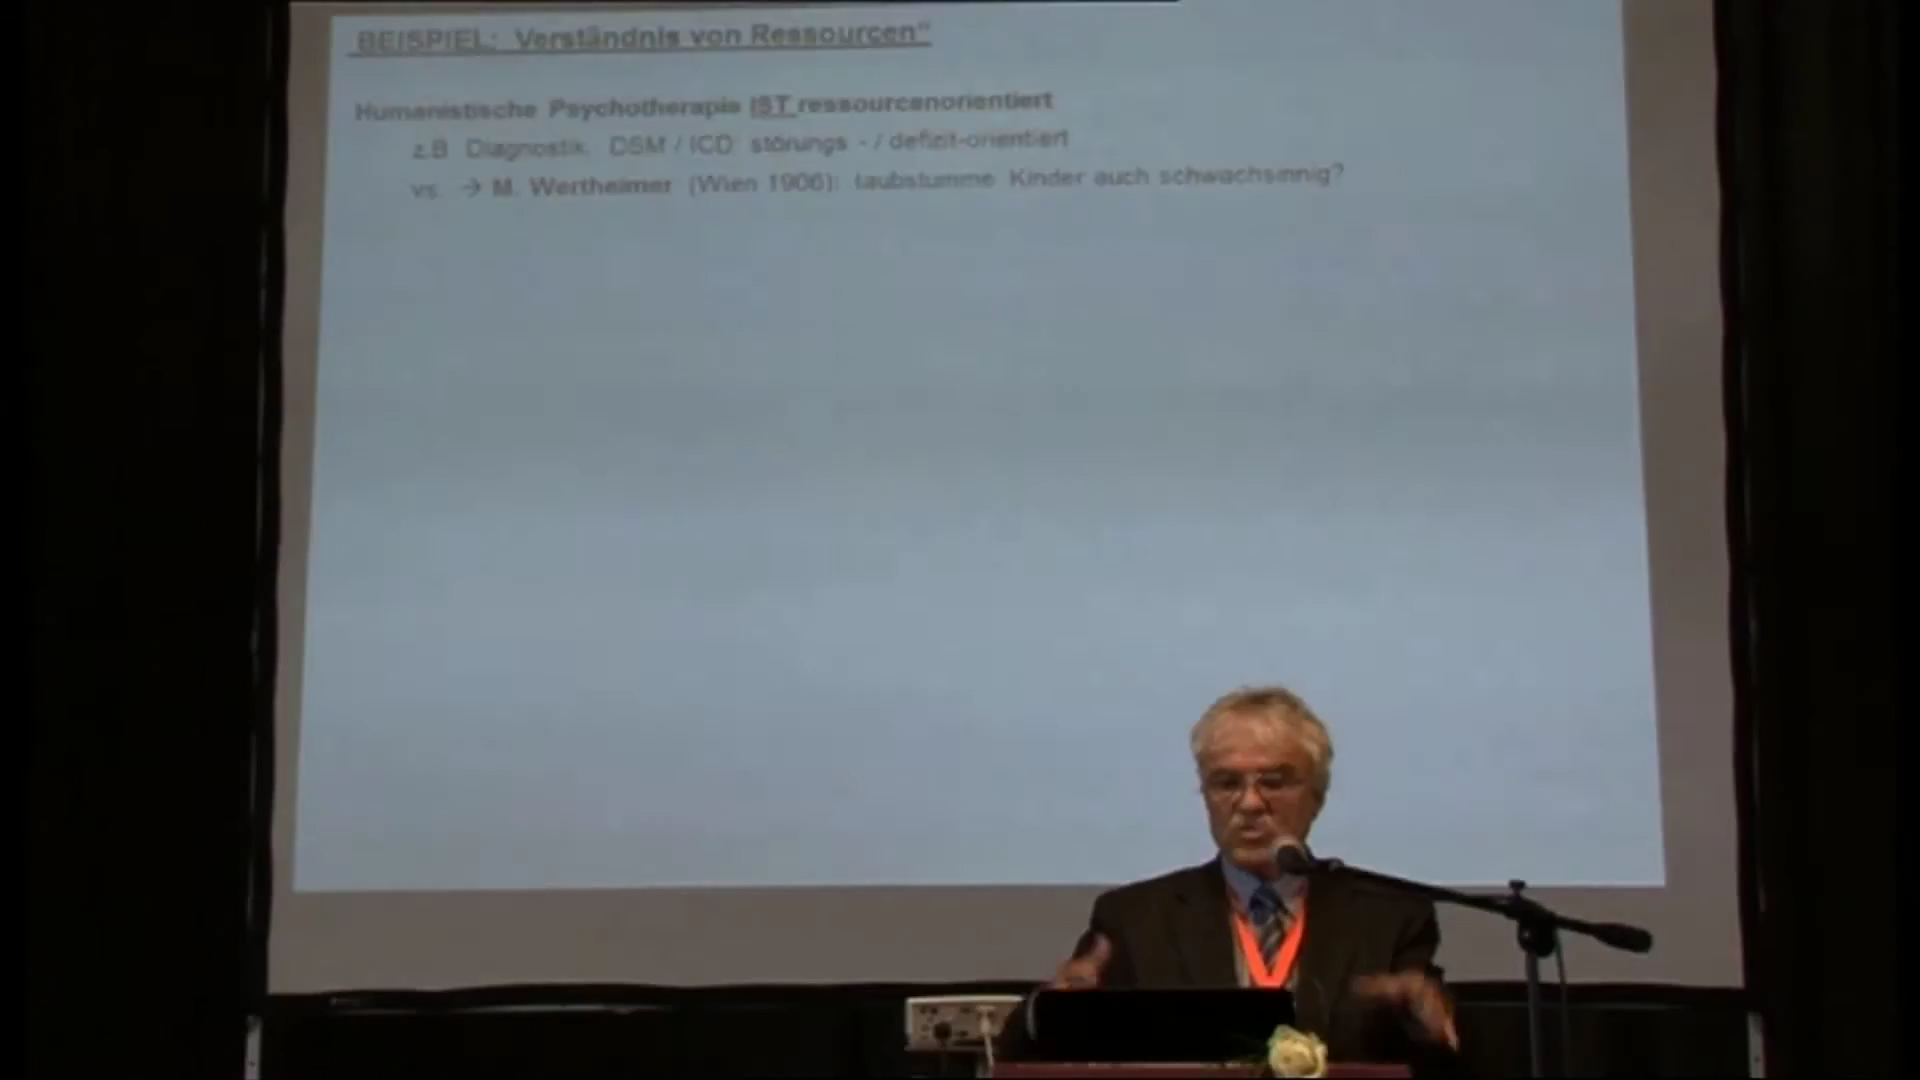 BEISPIEL: Verständnis von Ressourcen“
Humanistische Psychotherapie IST ressourcenorientiert
z.B Diagnostik: DSM / ICD: störungs - / defizit-orientiert
vs. → M. Wertheimer (Wien 1906): taubstumme Kinder auch schwachsinnig?